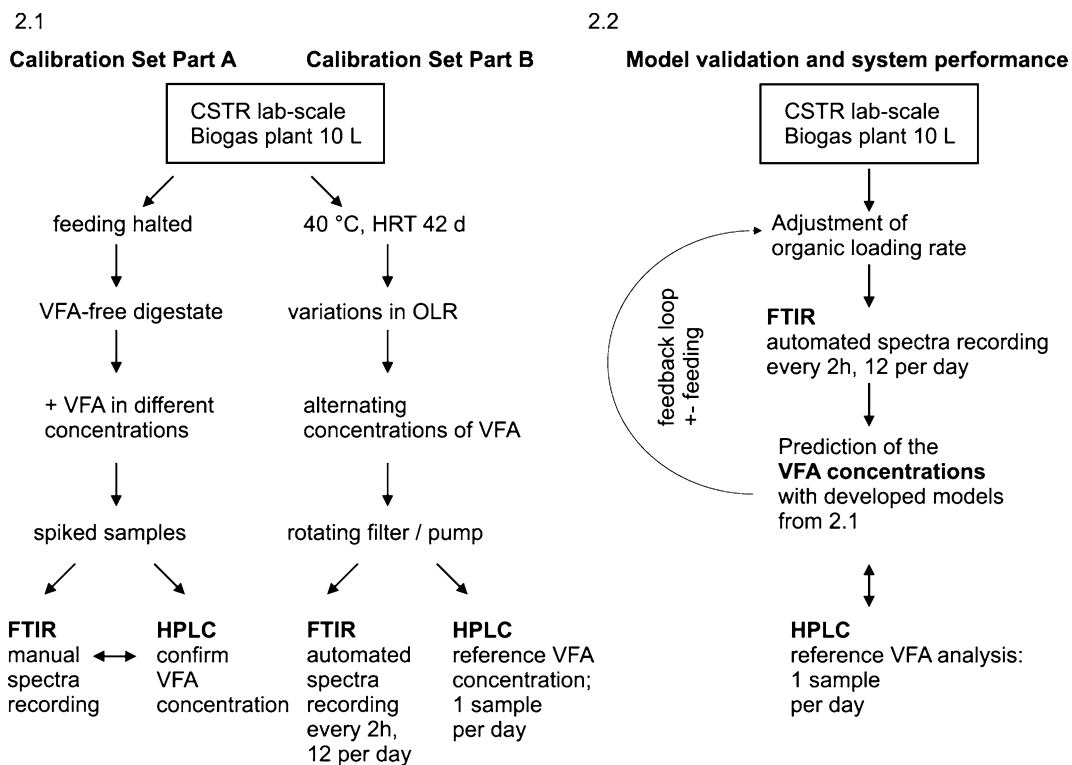 2.1
Calibration Set Part A
Calibration Set Part B
CSTR lab-scale
Biogas plant 10 L
feeding halted
VFA-free digestate
+ VFA in different
concentrations
spiked samples
FTIR
manual
spectra
recording
HPLC
confirm
VFA
concentration
40 °C, HRT 42 d
variations in OLR
alternating
concentrations of VFA
rotating filter / pump
FTIR
automated
spectra
recording
every 2h,
12 per day
HPLC
reference VFA
concentration;
1 sample
per day
2.2
Model validation and system performance
CSTR lab-scale
Biogas plant 10 L
Adjustment of
organic loading rate
FTIR
automated spectra recording
every 2h, 12 per day
feedback loop
+- feeding
Prediction of the
VFA concentrations
with developed models
from 2.1
HPLC
reference VFA analysis:
1 sample
per day